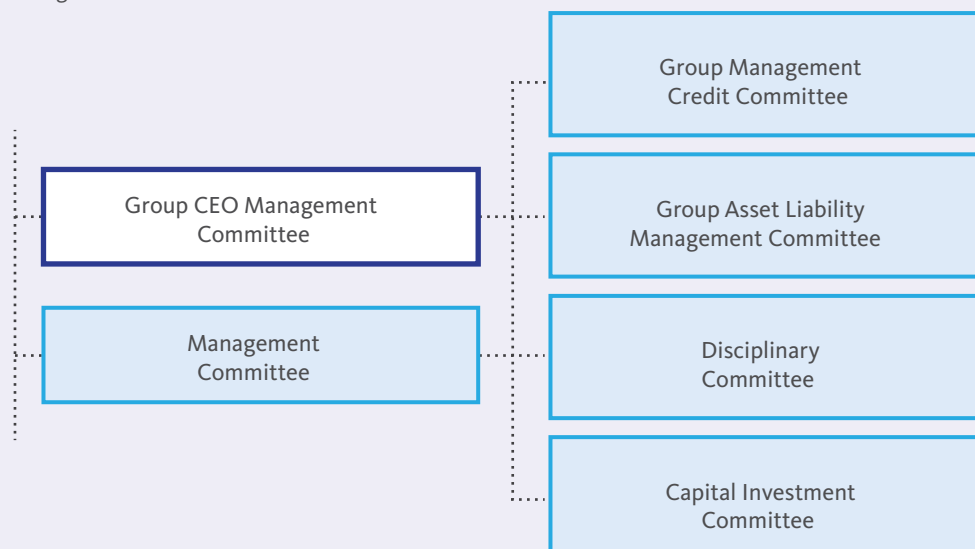 Group CEO Management
Committee
Management
Committee
Group Management
Credit Committee
Group Asset Liability
Management Committee
Disciplinary
Committee
Capital Investment
Committee